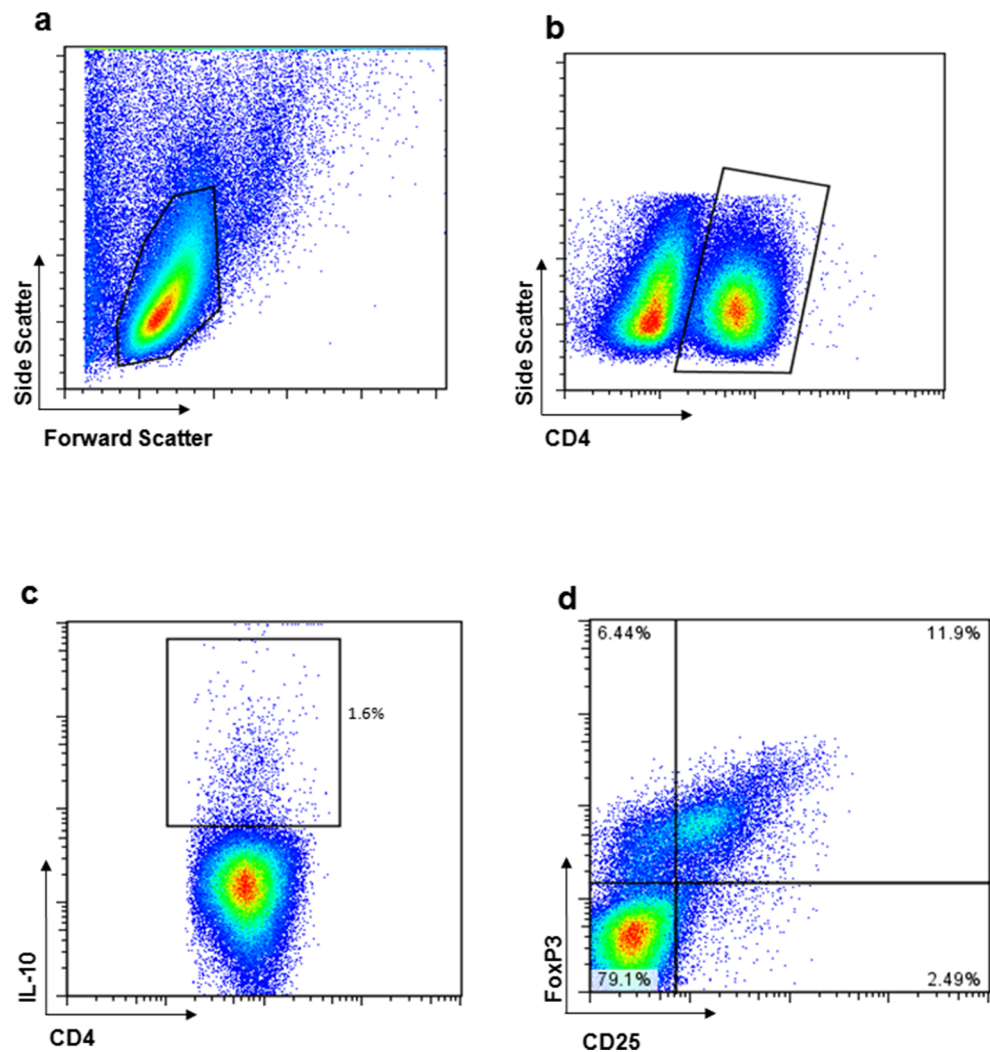 a
Side Scatter
Forward Scatter
b
Side Scatter
CD4
c
1.6%
IL-10
CD4
d
6.44%
11.9%
79.1%
2.49%
FoxP3
CD25